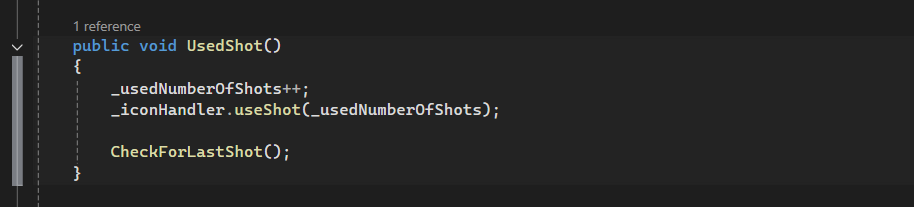 1 reference
public void UsedShot()
{
_usedNumberOfShots++;
_iconHandler.useShot(_usedNumberOfShots);
CheckForLastShot();
}